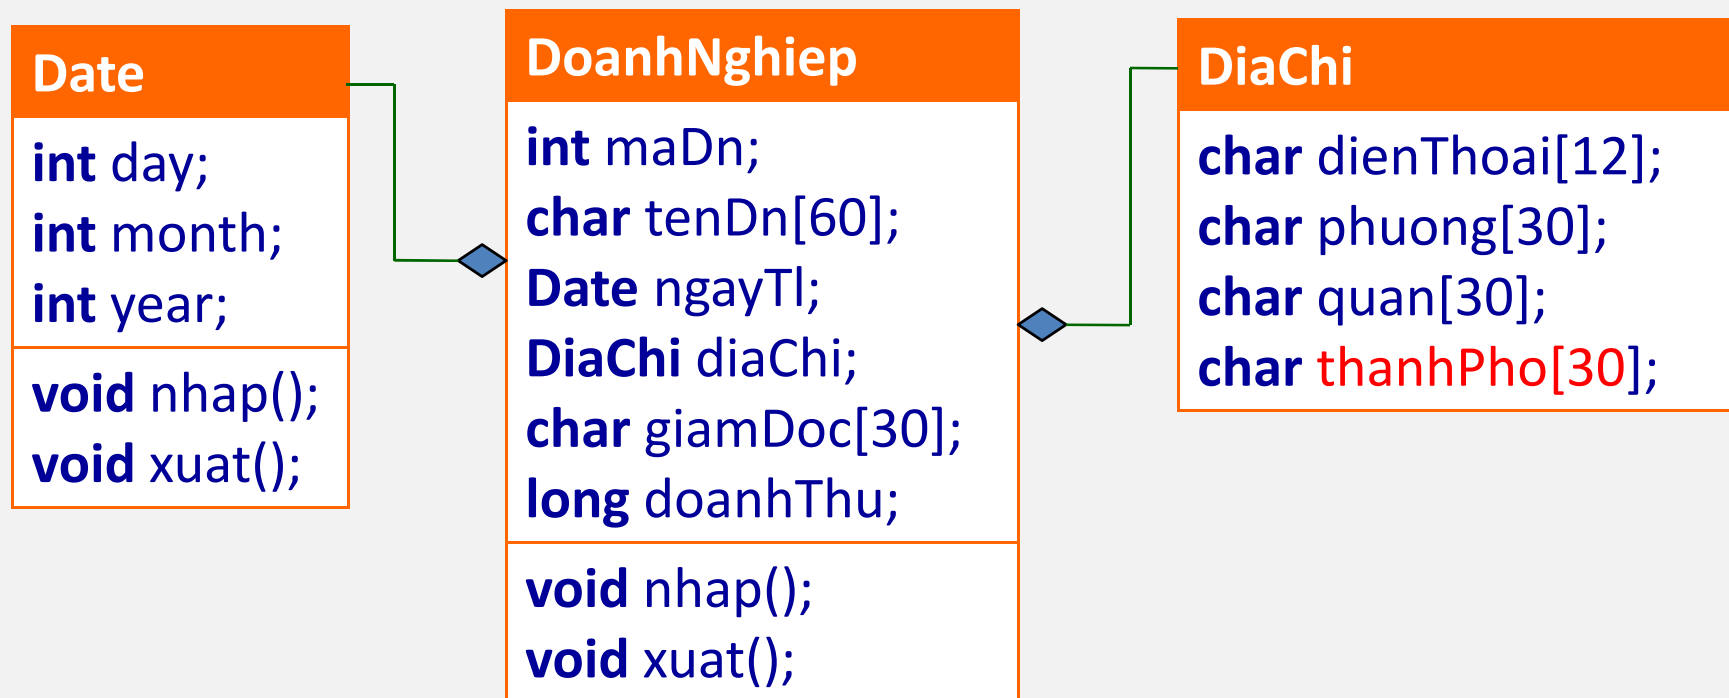 Date
int day;
int month;
int year;
void nhap();
void xuat();
DoanhNghiep
int maDn;
char tenDn[60];
Date ngayTl;
DiaChi diaChi;
char giamDoc[30];
long doanhThu;
void nhap();
void xuat();
DiaChi
char dienThoai[12];
char phuong[30];
char quan[30];
char thanhPho[30];